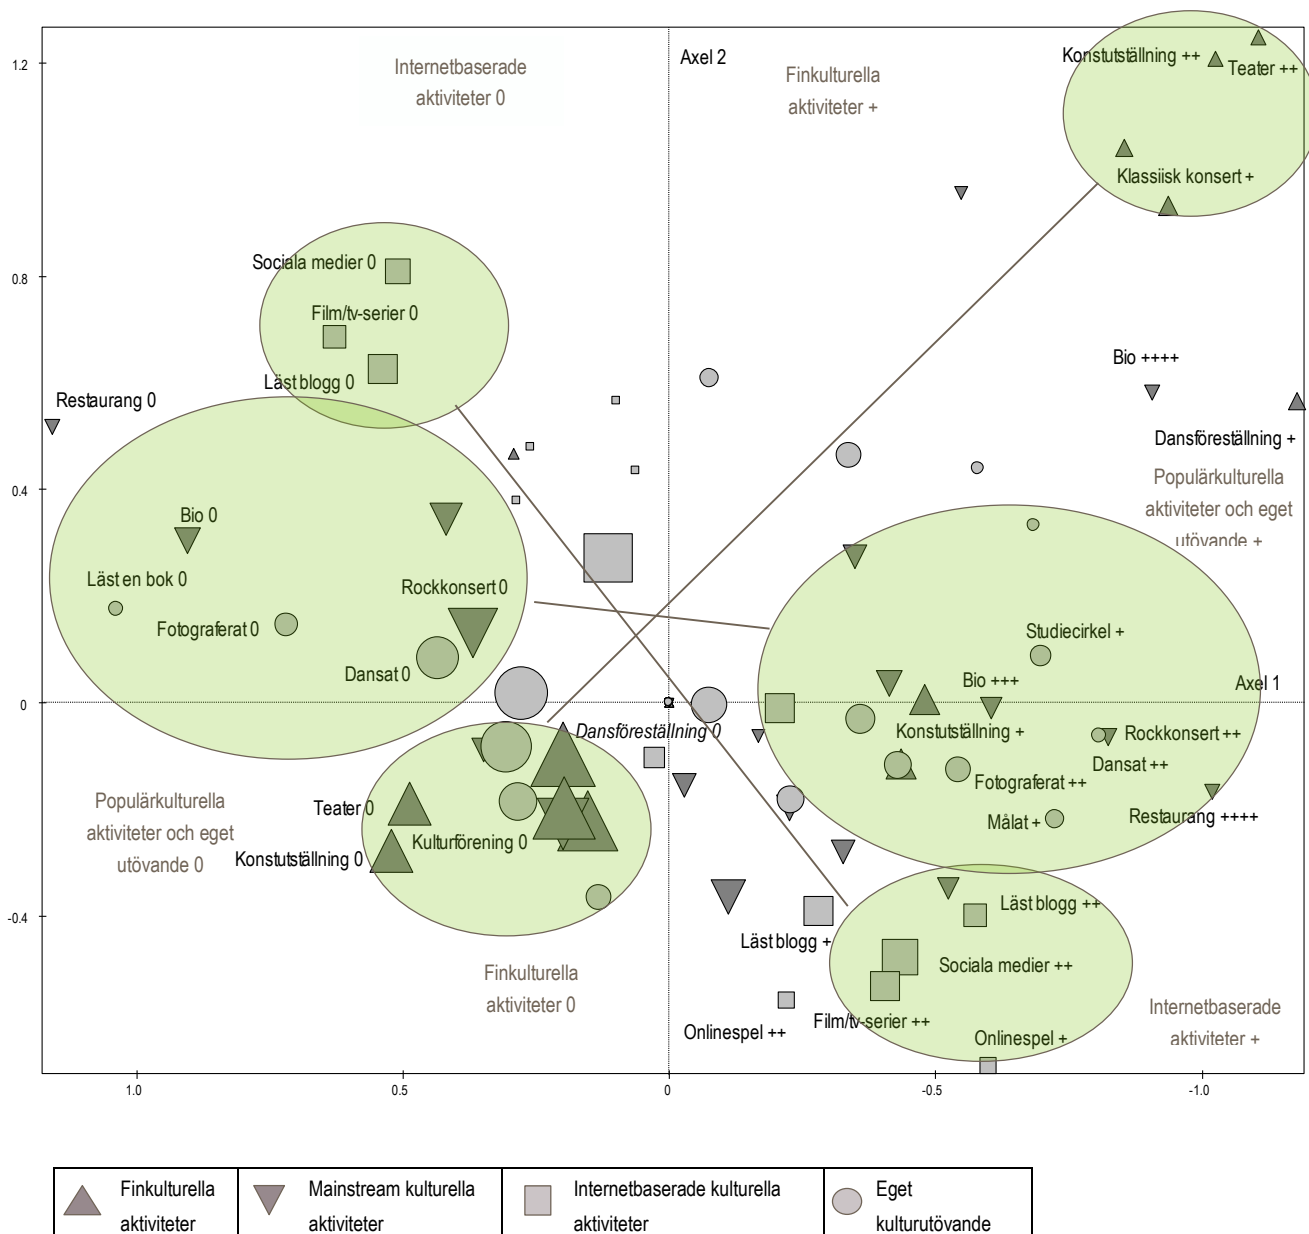 1.2
Axel 2
Internetbaserade
aktiviteter 0
Finkulturella
aktiviteter +
Konstutställning ++
Teater ++
Klassiisk konsert +
0.8
Sociala medier 0
Film/tv-serier 0
Läst blogg 0
Restaurang 0
Bio ++++
Dansföreställning +
Populärkulturella
aktiviteter och eget
utövande +
0.4
Bio 0
Läst en bok 0
Fotograferat 0
Rockkonsert 0
Dansat 0
Studiecirkel +
Bio +++
Axel 1
0
Dansföreställning 0
Konstutställning +
Rockkonsert ++
Dansat ++
Fotograferat ++
Målat +
Restaurang ++++
Populärkulturella
aktiviteter och eget
utövande 0
Teater 0
Konstutställning 0
Kulturförening 0
-0.4
Läst blogg ++
Läst blogg +
Sociala medier ++
Finkulturella
aktiviteter 0
Film/tv-serier ++
Onlinespel ++
Onlinespel +
Internetbaserade
aktiviteter +
1.0
0.5
0
-0.5
-1.0
Finkulturella
aktiviteter
Mainstream kulturella
aktiviteter
Internetbaserade kulturella
aktiviteter
Eget
kulturutövande